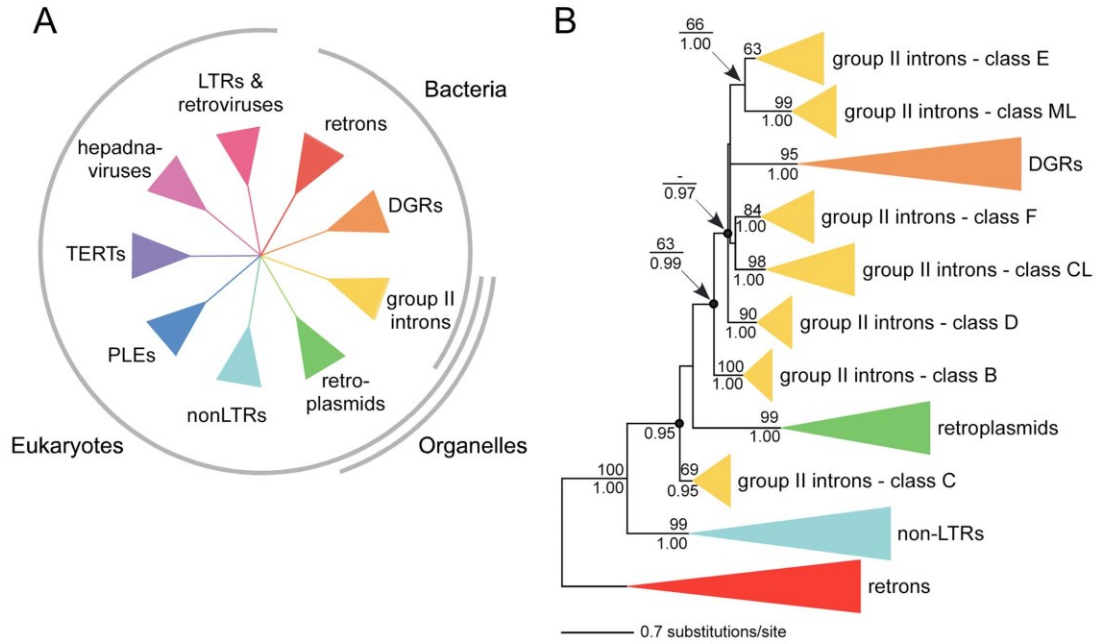 A
LTRs &
retroviruses
Bacteria
retrons
hepadna-
viruses
DGRs
TERTs
group II
introns
PLEs
retro-
plasmids
nonLTRs
Eukaryotes
Organelles
B
66
1.00
63
group II introns - class E
99
1.00
group II introns - class ML
95
1.00
DGRs
-
0.97
84
1.00
group II introns - class F
63
0.99
98
1.00
group II introns - class CL
90
1.00
group II introns - class D
100
1.00
group II introns - class B
99
1.00
retroplasmids
0.95
69
0.95
group II introns - class C
100
1.00
99
1.00
non-LTRs
retrons
0.7 substitutions/site